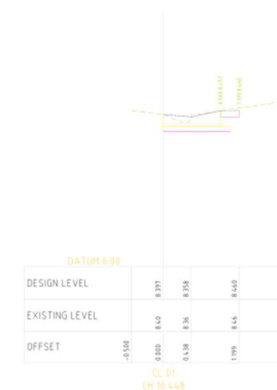 DATUM 6.00
DESIGN LEVEL 8.397 8.358 8.460
EXISTING LEVEL 8.40 8.36 8.46
OFFSET -0.500 0.000 0.438 1.199
CL 01
CH 10.448